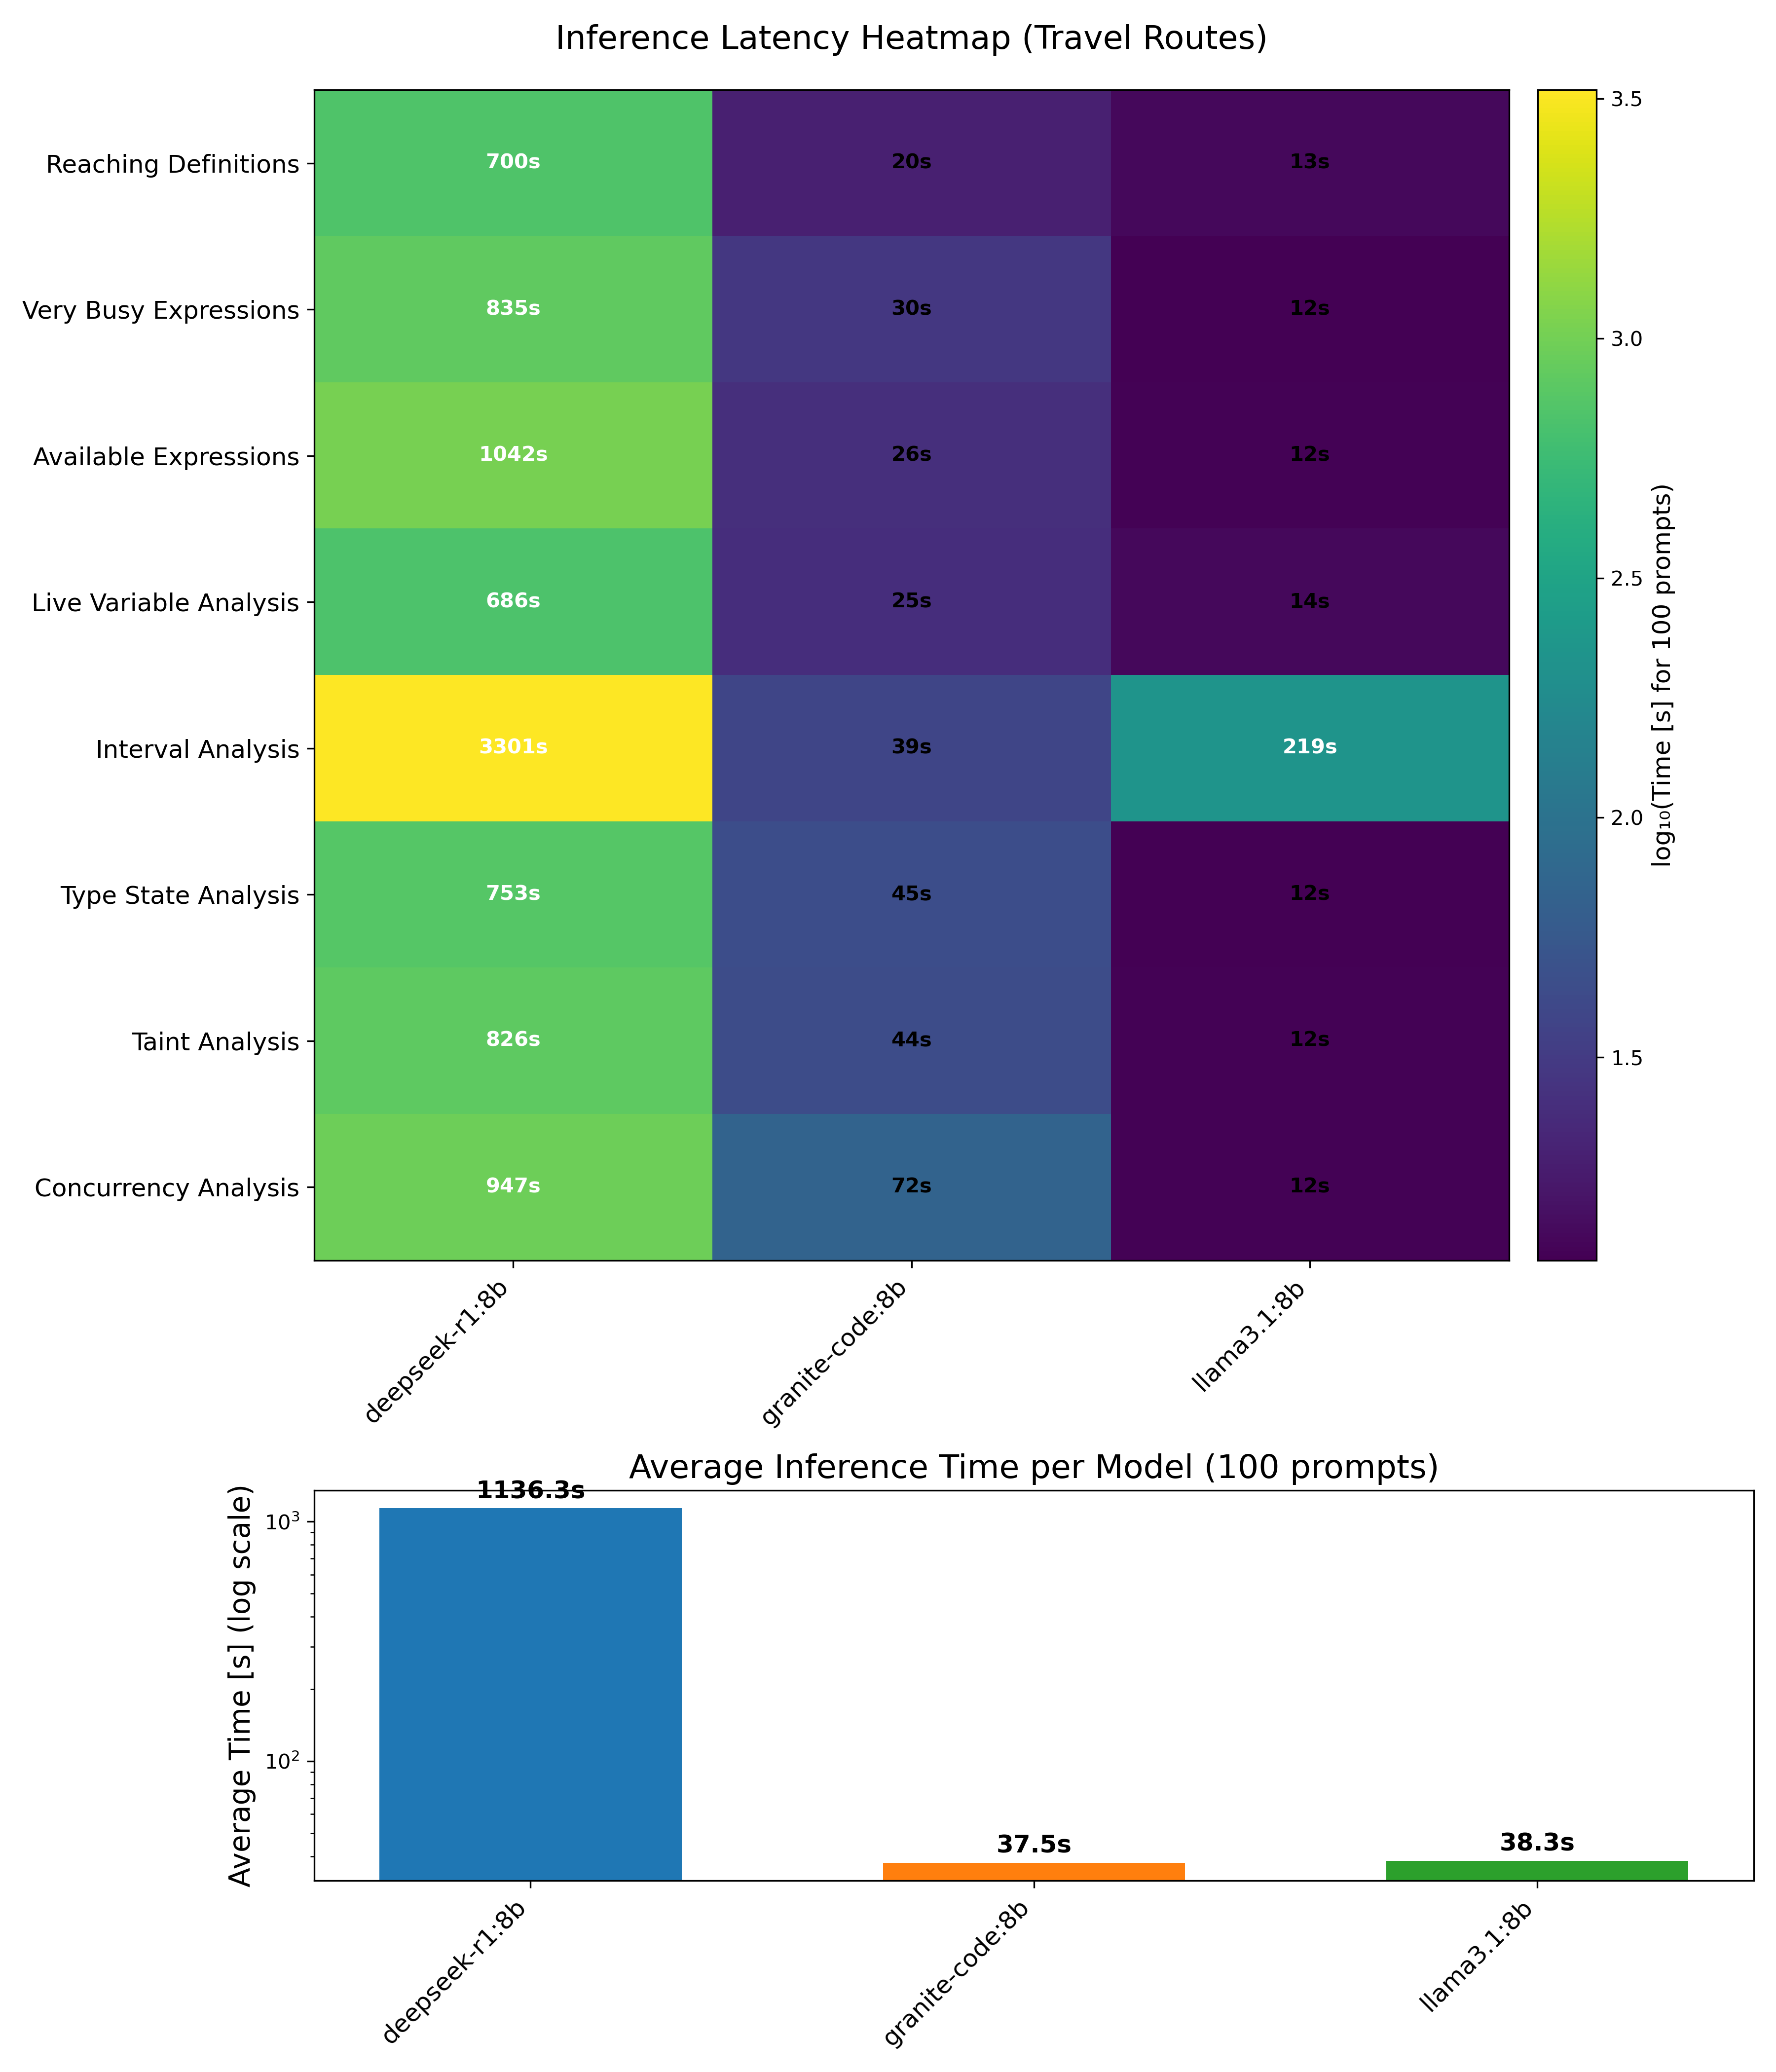 Inference Latency Heatmap (Travel Routes)
Reaching Definitions 700s 20s 13s
Very Busy Expressions 835s 30s 12s
Available Expressions 1042s 26s 12s
Live Variable Analysis 686s 25s 14s
Interval Analysis 3301s 39s 219s
Type State Analysis 753s 45s 12s
Taint Analysis 826s 44s 12s
Concurrency Analysis 947s 72s 12s
deepseek-r1:8b granite-code:8b llama3.1:8b
3.5
3.0
2.5
2.0
1.5
log₁₀(Time [s] for 100 prompts)
Average Inference Time per Model (100 prompts)
Average Time [s] (log scale)
10³
10²
1136.3s 37.5s 38.3s
deepseek-r1:8b granite-code:8b llama3.1:8b